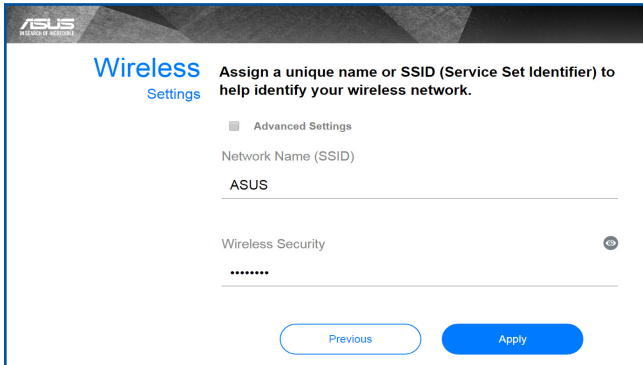 ASUS
IN SEARCH OF INCREDIBLE
Wireless
Settings
Assign a unique name or SSID (Service Set Identifier) to
help identify your wireless network.
Advanced Settings
Network Name (SSID)
ASUS
Wireless Security
••••••••
Previous
Apply